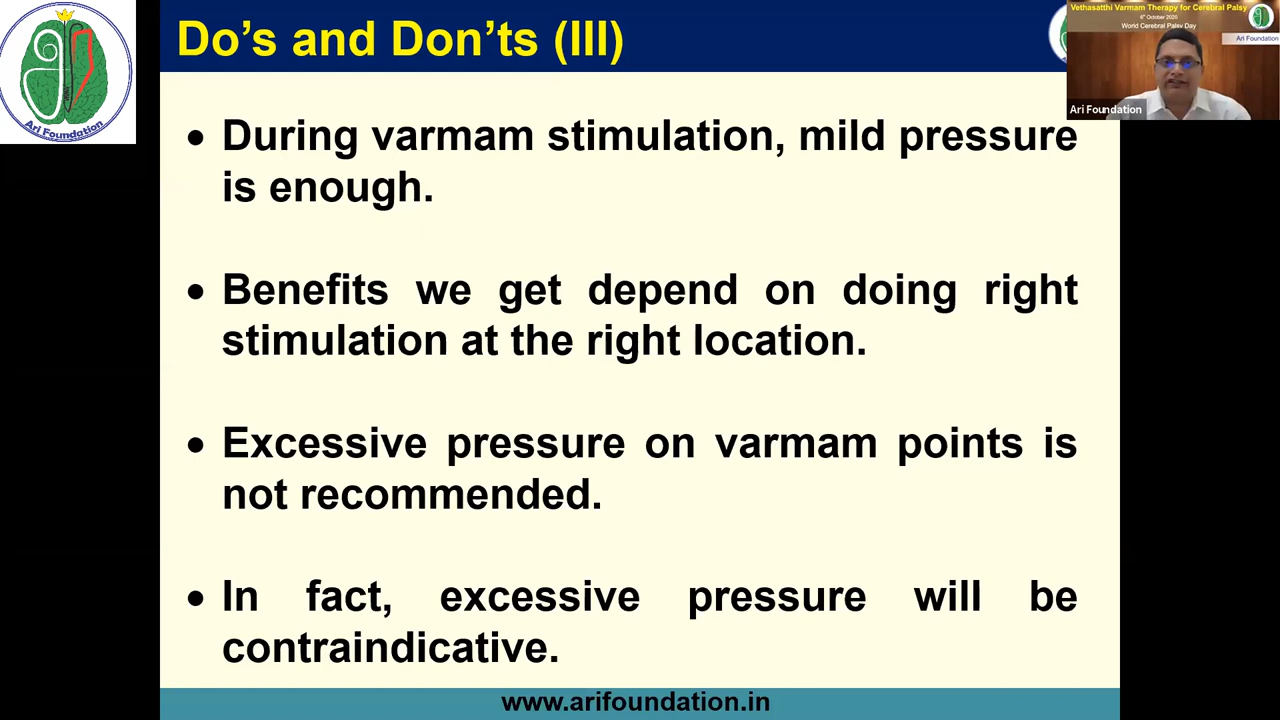 Do's and Don'ts (III)
• During varmam stimulation, mild pressure
is enough.
• Benefits we get depend on doing right
stimulation at the right location.
• Excessive pressure on varmam points is
not recommended.
• In fact, excessive pressure will be
contraindicative.
www.arifoundation.in
Ari Foundation
Vethasatthi Varmam Therapy for Cerebral Palsy
6th October 2020
World Cerebral Palsy Day
Ari Foundation
Ari Foundation